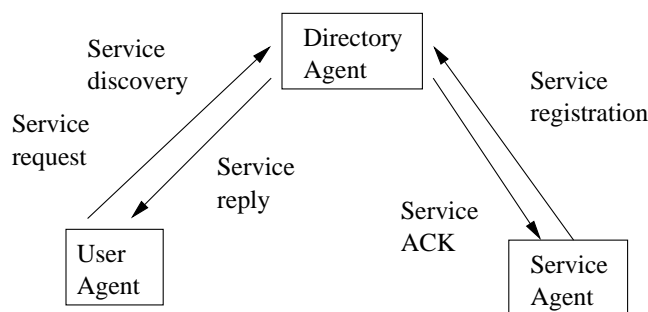 Directory
Agent
Service
discovery
Service
registration
Service
request
Service
reply
Service
ACK
User
Agent
Service
Agent